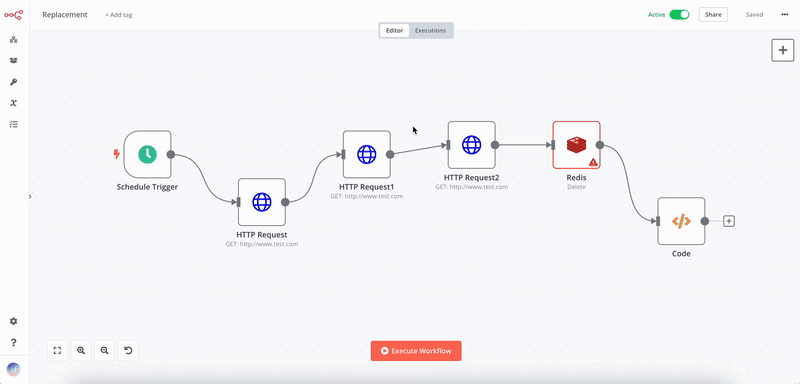 Replacement
+ Add tag
Active
Share
Saved
Editor
Executions
Schedule Trigger
HTTP Request
GET: http://www.test.com
HTTP Request1
GET: http://www.test.com
HTTP Request2
GET: http://www.test.com
Redis
Delete
Code
Execute Workflow